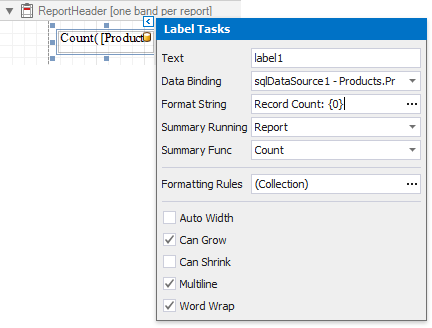 ReportHeader [one band per report]
Count( [Product
Label Tasks
Text label1
Data Binding sqlDataSource1 - Products.Pr
Format String Record Count: {0} ...
Summary Running Report
Summary Func Count
Formatting Rules (Collection) ...
Auto Width
Can Grow
Can Shrink
Multiline
Word Wrap